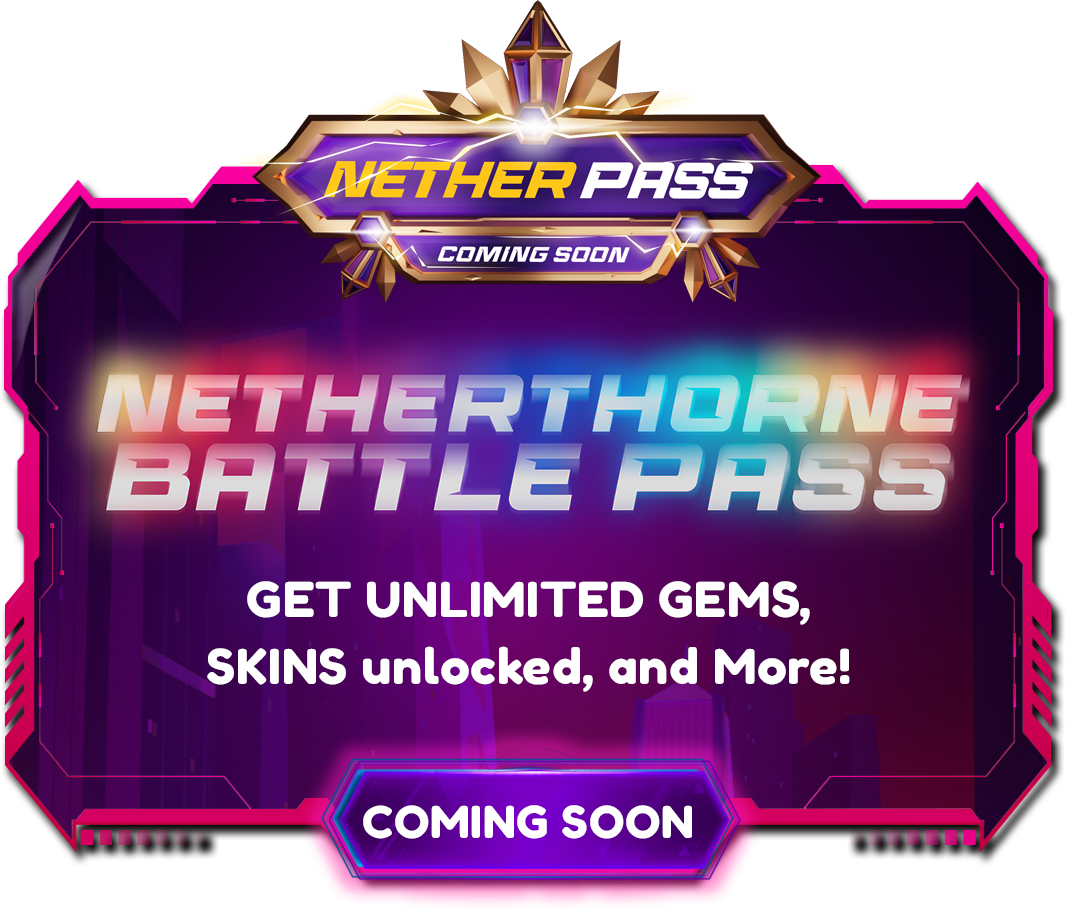 NETHER PASS
COMING SOON
NETHERTHORNE
BATTLE PASS
GET UNLIMITED GEMS,
SKINS unlocked, and More!
COMING SOON